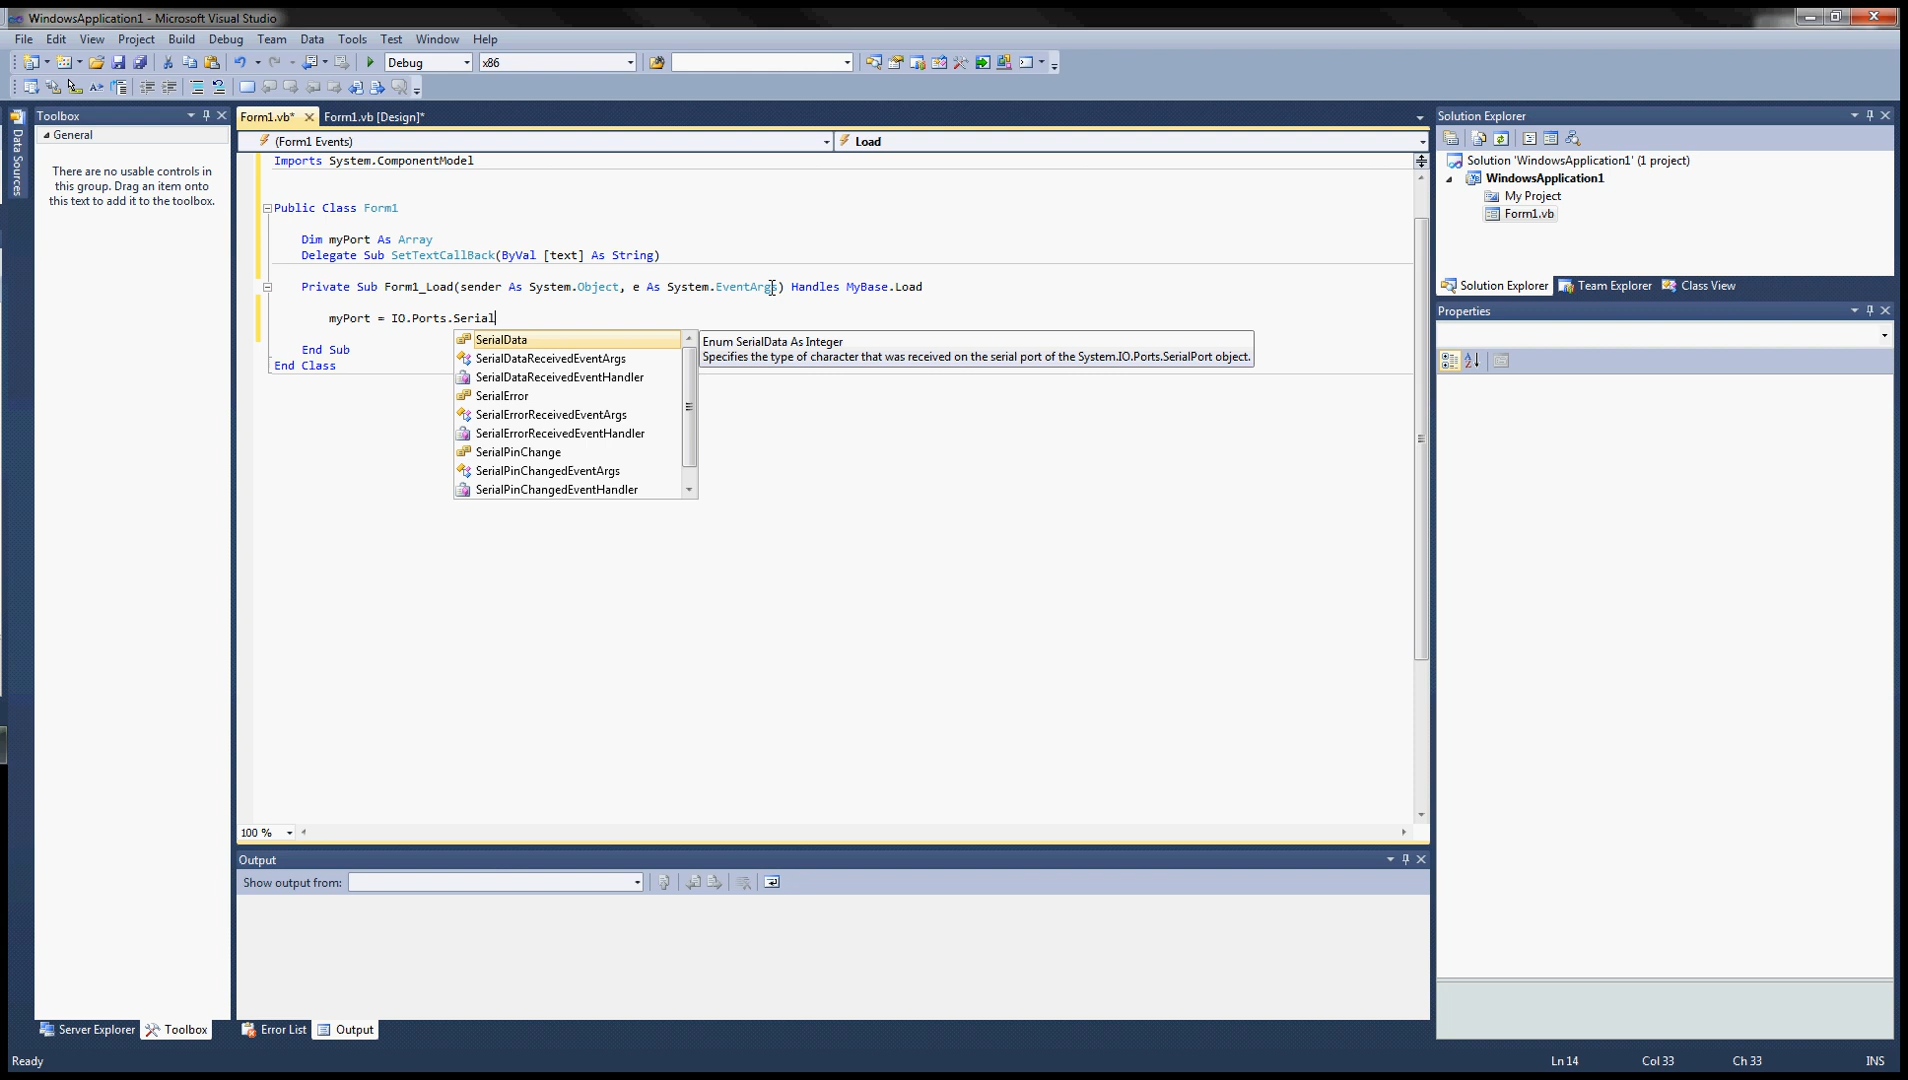 WindowsApplication1 - Microsoft Visual Studio
File Edit View Project Build Debug Team Data Tools Test Window Help
Debug x86
Data Sources
Toolbox
General
There are no usable controls in
this group. Drag an item onto
this text to add it to the toolbox.
Server Explorer Toolbox
Form1.vb* Form1.vb [Design]*
(Form1 Events) Load
Imports System.ComponentModel
Public Class Form1
Dim myPort As Array
Delegate Sub SetTextCallBack(ByVal [text] As String)
Private Sub Form1_Load(sender As System.Object, e As System.EventArgs) Handles MyBase.Load
myPort = IO.Ports.Serial
End Sub
End Class
SerialData
SerialDataReceivedEventArgs
SerialDataReceivedEventHandler
SerialError
SerialErrorReceivedEventArgs
SerialErrorReceivedEventHandler
SerialPinChange
SerialPinChangedEventArgs
SerialPinChangedEventHandler
Enum SerialData As Integer
Specifies the type of character that was received on the serial port of the System.IO.Ports.SerialPort object.
100 %
Output
Show output from:
Error List Output
Solution Explorer
Solution 'WindowsApplication1' (1 project)
WindowsApplication1
My Project
Form1.vb
Solution Explorer Team Explorer Class View
Properties
Ready Ln 14 Col 33 Ch 33 INS